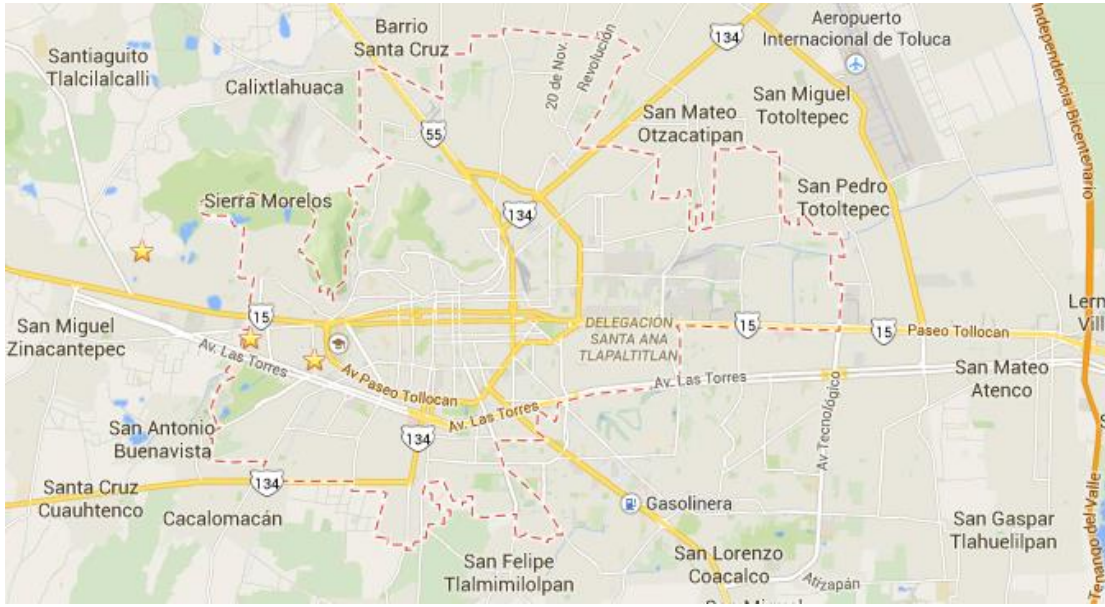 Barrio
Santa Cruz
Santiaguito
Tlalcilalcalli
Calixtlahuaca
134
Aeropuerto
Internacional de Toluca
Independencia Bicentenario
20 de Nov.
Revolución
55
San Mateo
Otzacatipan
San Miguel
Totoltepec
Sierra Morelos
134
San Pedro
Totoltepec
15
San Miguel
Zinacantepec
Av. Las Torres
DELEGACIÓN
SANTA ANA
TLAPALTITLAN
15
15
Paseo Tollocan
Av Paseo Tollocan
Av. Las Torres
Av. Las Torres
San Mateo
Atenco
Av. Tecnológico
San Antonio
Buenavista
134
134
Santa Cruz
Cuauhtenco
Cacalomacán
Gasolinera
San Gaspar
Tlahuelilpan
San Felipe
Tlalmimilolpan
San Lorenzo
Coacalco
Atizapán
Tenango del Valle